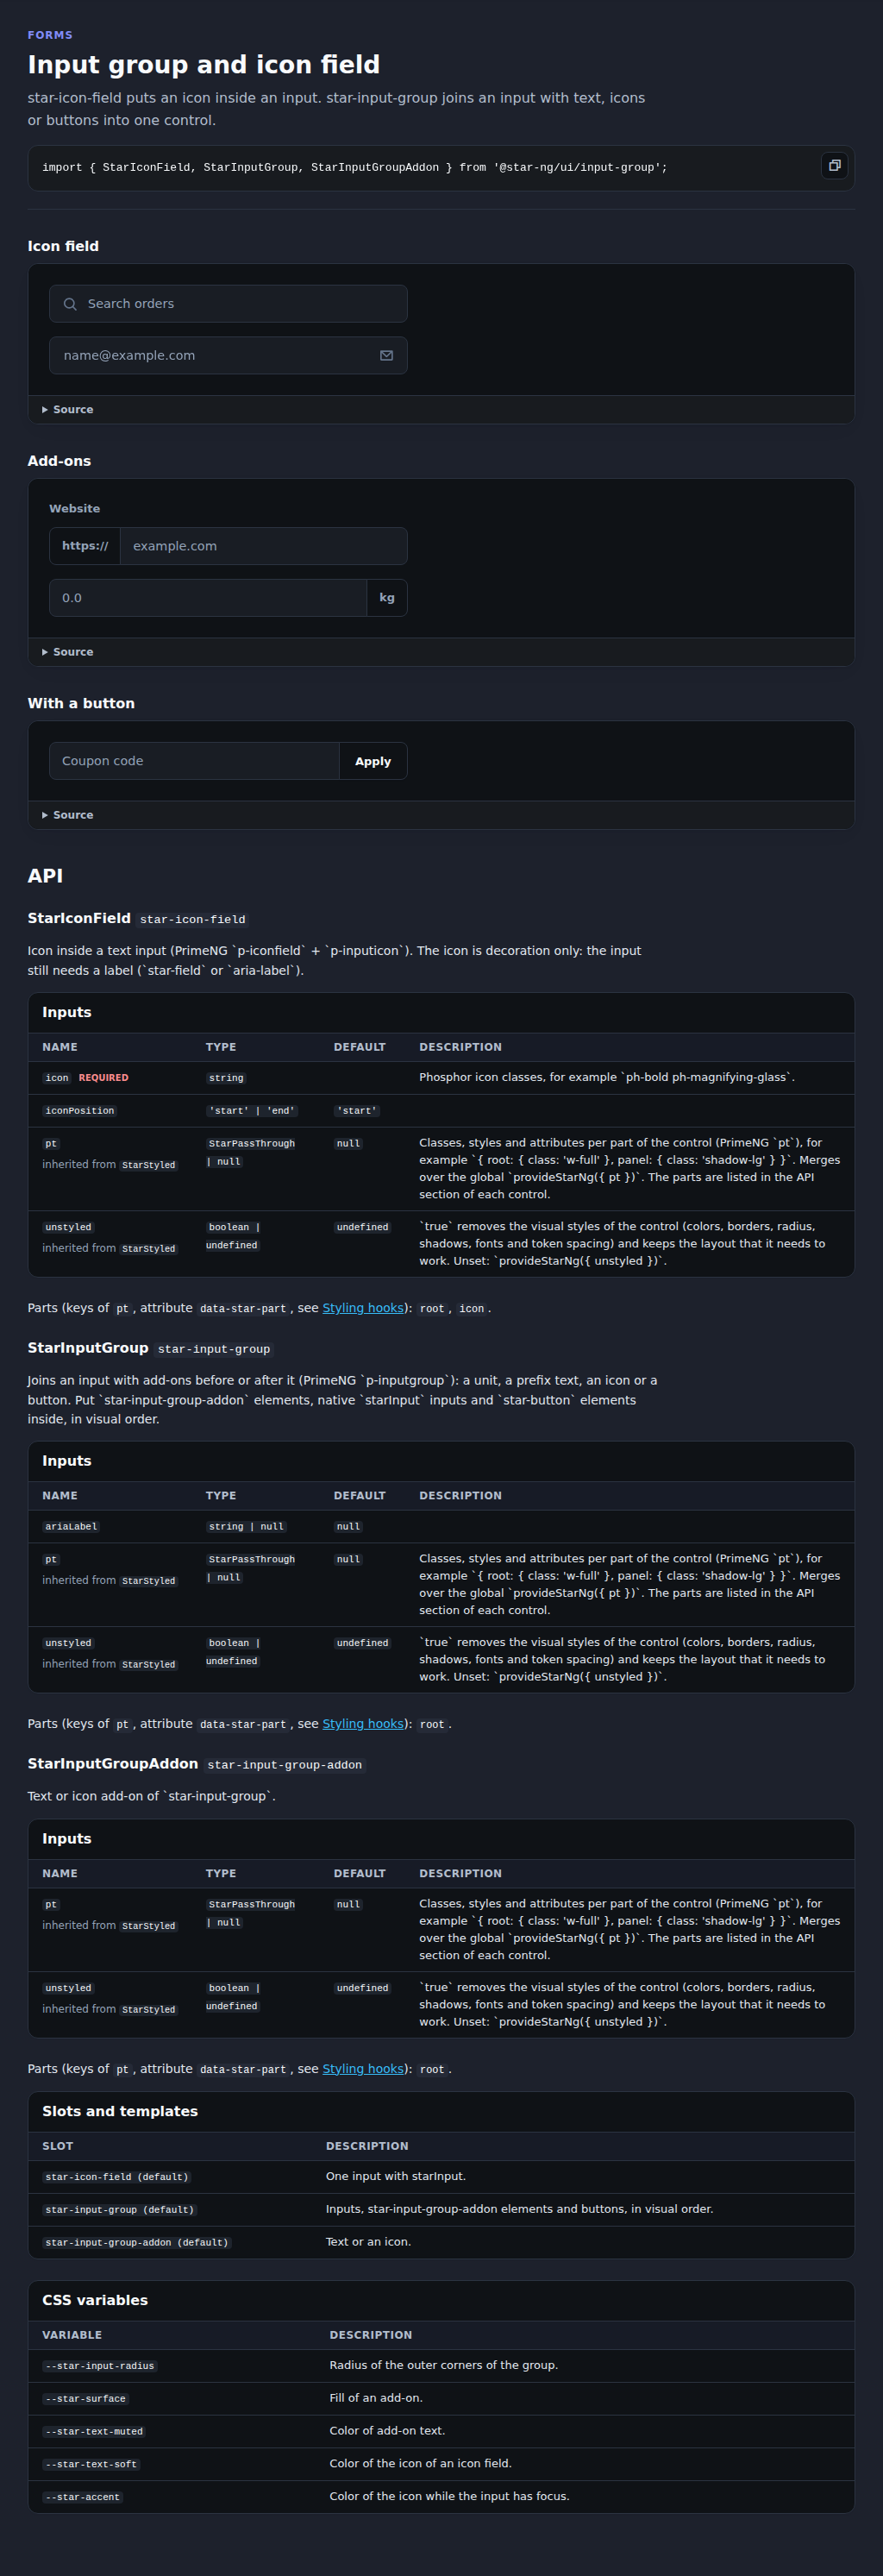 FORMS
Input group and icon field
star-icon-field puts an icon inside an input. star-input-group joins an input with text, icons
or buttons into one control.
import { StarIconField, StarInputGroup, StarInputGroupAddon } from '@star-ng/ui/input-group';
Icon field
Search orders
name@example.com
Source
Add-ons
Website
https:// example.com
0.0 kg
Source
With a button
Coupon code Apply
Source
API
StarIconField star-icon-field
Icon inside a text input (PrimeNG `p-iconfield` + `p-inputicon`). The icon is decoration only: the input
still needs a label (`star-field` or `aria-label`).
Inputs
NAME TYPE DEFAULT DESCRIPTION
icon REQUIRED string Phosphor icon classes, for example `ph-bold ph-magnifying-glass`.
iconPosition 'start' | 'end' 'start'
pt StarPassThrough null Classes, styles and attributes per part of the control (PrimeNG `pt`), for
inherited from StarStyled | null example `{ root: { class: 'w-full' }, panel: { class: 'shadow-lg' } }`. Merges
over the global `provideStarNg({ pt })`. The parts are listed in the API
section of each control.
unstyled boolean | undefined `true` removes the visual styles of the control (colors, borders, radius,
inherited from StarStyled undefined shadows, fonts and token spacing) and keeps the layout that it needs to
work. Unset: `provideStarNg({ unstyled })`.
Parts (keys of pt, attribute data-star-part, see Styling hooks): root, icon.
StarInputGroup star-input-group
Joins an input with add-ons before or after it (PrimeNG `p-inputgroup`): a unit, a prefix text, an icon or a
button. Put `star-input-group-addon` elements, native `starInput` inputs and `star-button` elements
inside, in visual order.
Inputs
NAME TYPE DEFAULT DESCRIPTION
ariaLabel string | null null
pt StarPassThrough null Classes, styles and attributes per part of the control (PrimeNG `pt`), for
inherited from StarStyled | null example `{ root: { class: 'w-full' }, panel: { class: 'shadow-lg' } }`. Merges
over the global `provideStarNg({ pt })`. The parts are listed in the API
section of each control.
unstyled boolean | undefined `true` removes the visual styles of the control (colors, borders, radius,
inherited from StarStyled undefined shadows, fonts and token spacing) and keeps the layout that it needs to
work. Unset: `provideStarNg({ unstyled })`.
Parts (keys of pt, attribute data-star-part, see Styling hooks): root.
StarInputGroupAddon star-input-group-addon
Text or icon add-on of `star-input-group`.
Inputs
NAME TYPE DEFAULT DESCRIPTION
pt StarPassThrough null Classes, styles and attributes per part of the control (PrimeNG `pt`), for
inherited from StarStyled | null example `{ root: { class: 'w-full' }, panel: { class: 'shadow-lg' } }`. Merges
over the global `provideStarNg({ pt })`. The parts are listed in the API
section of each control.
unstyled boolean | undefined `true` removes the visual styles of the control (colors, borders, radius,
inherited from StarStyled undefined shadows, fonts and token spacing) and keeps the layout that it needs to
work. Unset: `provideStarNg({ unstyled })`.
Parts (keys of pt, attribute data-star-part, see Styling hooks): root.
Slots and templates
SLOT DESCRIPTION
star-icon-field (default) One input with starInput.
star-input-group (default) Inputs, star-input-group-addon elements and buttons, in visual order.
star-input-group-addon (default) Text or an icon.
CSS variables
VARIABLE DESCRIPTION
--star-input-radius Radius of the outer corners of the group.
--star-surface Fill of an add-on.
--star-text-muted Color of add-on text.
--star-text-soft Color of the icon of an icon field.
--star-accent Color of the icon while the input has focus.